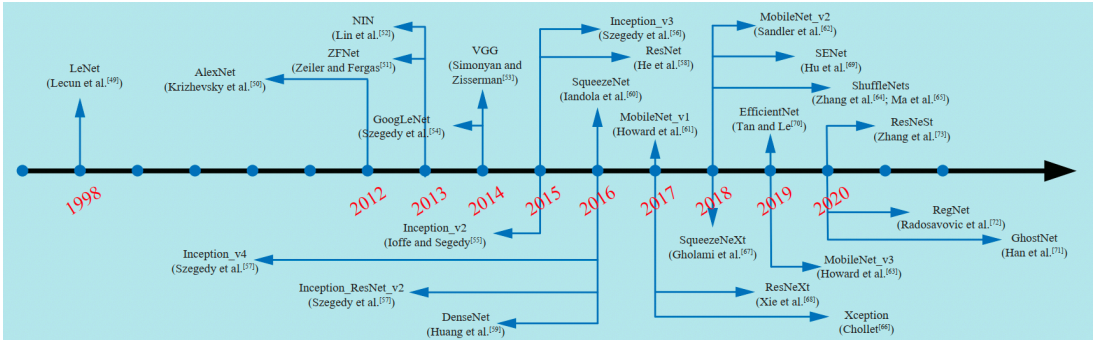 LeNet
(Lecun et al.[49])
AlexNet
(Krizhevsky et al.[50])
NIN
(Lin et al.[52])
ZFNet
(Zeiler and Fergas[51])
GoogLeNet
(Szegedy et al.[54])
VGG
(Simonyan and
Zisserman[53])
Inception_v3
(Szegedy et al.[56])
ResNet
(He et al.[58])
SqueezeNet
(Iandola et al.[60])
MobileNet_v1
(Howard et al.[61])
MobileNet_v2
(Sandler et al.[62])
SENet
(Hu et al.[69])
ShuffleNets
(Zhang et al.[64]; Ma et al.[65])
EfficientNet
(Tan and Le[70])
ResNeSt
(Zhang et al.[73])
1998
2012
2013
2014
2015
2016
2017
2018
2019
2020
Inception_v2
(Ioffe and Segedy[55])
Inception_v4
(Szegedy et al.[57])
Inception_ResNet_v2
(Szegedy et al.[57])
DenseNet
(Huang et al.[59])
SqueezeNeXt
(Gholami et al.[67])
ResNeXt
(Xie et al.[68])
Xception
(Chollet[66])
MobileNet_v3
(Howard et al.[63])
RegNet
(Radosavovic et al.[72])
GhostNet
(Han et al.[71])